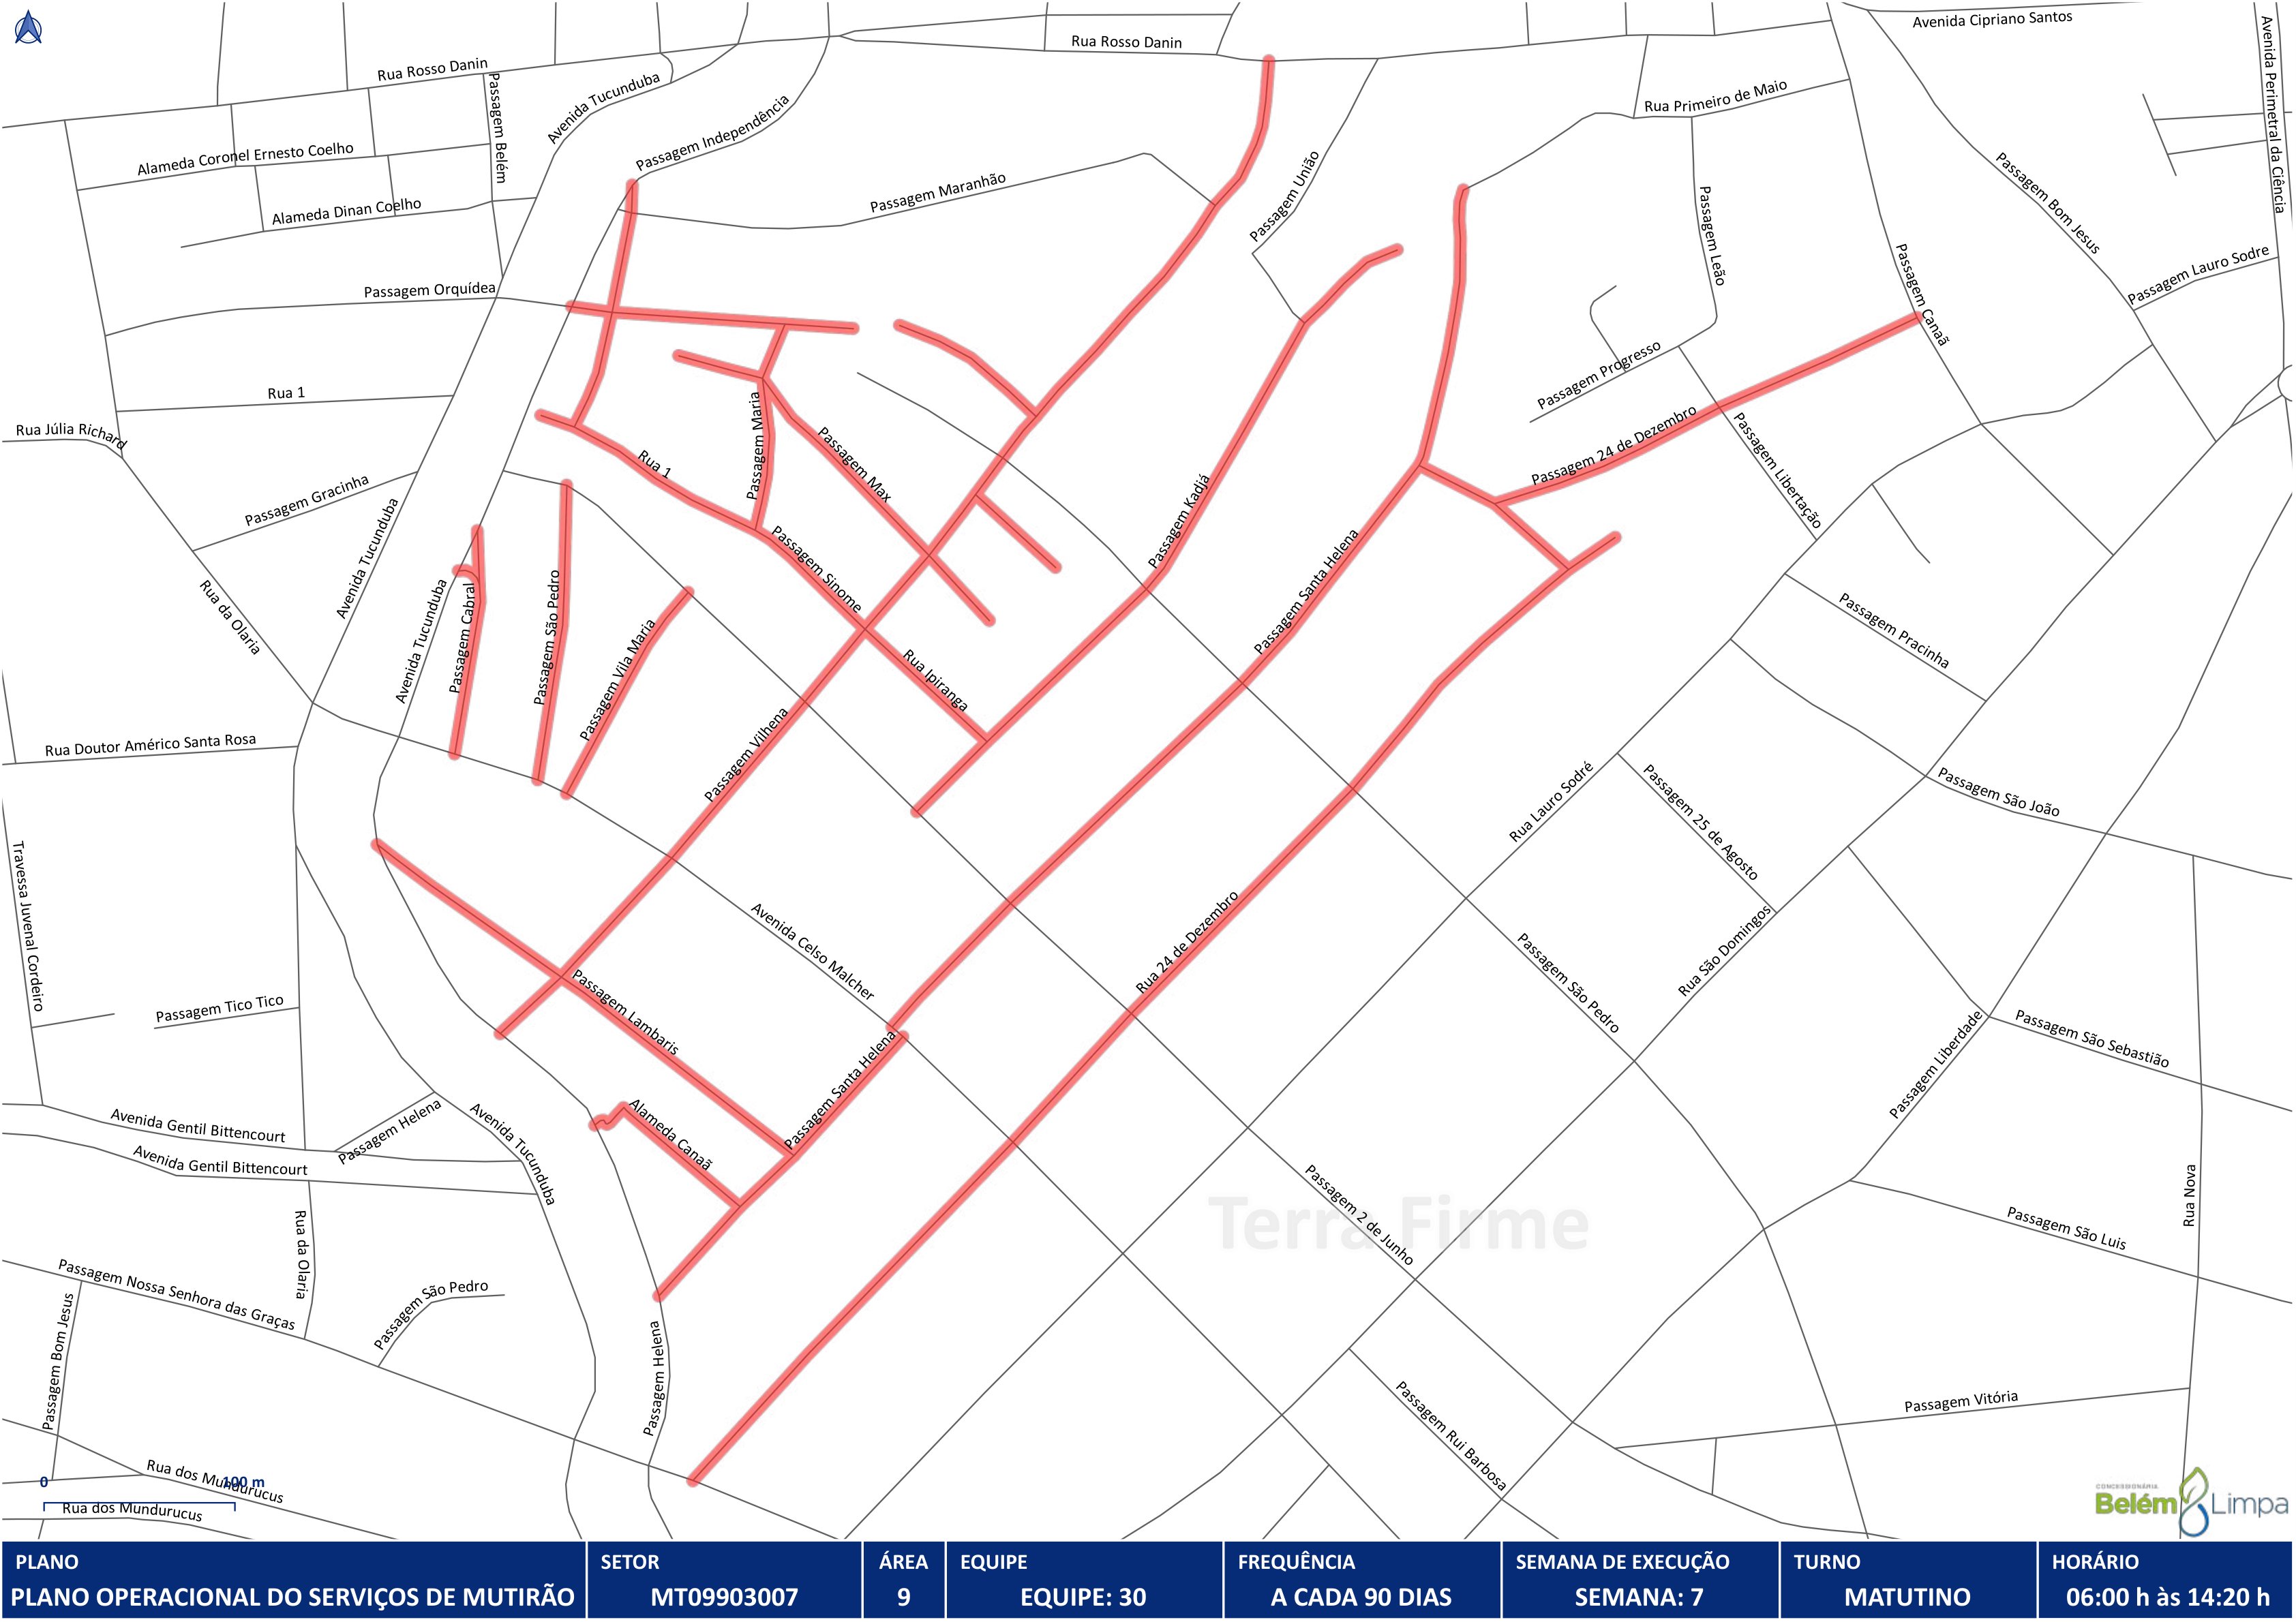 Avenida Cipriano Santos
Rua Rosso Danin
Rua Rosso Danin
Avenida Perimetral da Ciência
Avenida Tucunduba
Passagem Belém
Passagem Independência
Rua Primeiro de Maio
Alameda Coronel Ernesto Coelho
Passagem União
Passagem Bom Jesus
Passagem Maranhão
Passagem Leão
Alameda Dinan Coelho
Passagem Canaã
Passagem Lauro Sodre
Passagem Orquídea
Passagem Progresso
Rua 1
Passagem Maria
Rua Júlia Richard
Passagem 24 de Dezembro
Passagem Libertação
Passagem Max
Rua 1
Passagem Gracinha
Passagem Kadjá
Avenida Tucunduba
Passagem Sinome
Passagem Santa Helena
Rua da Olaria
Avenida Tucunduba
Passagem Cabral
Passagem São Pedro
Passagem Vila Maria
Passagem Pracinha
Rua Ipiranga
Passagem Vilhena
Rua Doutor Américo Santa Rosa
Rua Lauro Sodré
Passagem 25 de Agosto
Passagem São João
Travessa Juvenal Cordeiro
Avenida Celso Malcher
Rua 24 de Dezembro
Passagem São Pedro
Rua São Domingos
Passagem Tico Tico
Passagem Lambaris
Passagem Santa Helena
Passagem Liberdade
Passagem São Sebastião
Avenida Gentil Bittencourt
Passagem Helena
Avenida Tucunduba
Alameda Canaã
Avenida Gentil Bittencourt
Passagem 2 de Junho
Terra Firme
Rua Nova
Passagem São Luis
Rua da Olaria
Passagem Nossa Senhora das Graças
Passagem São Pedro
Passagem Bom Jesus
Passagem Helena
Passagem Rui Barbosa
Passagem Vitória
Rua dos Mundurucus
0 100 m
Rua dos Mundurucus
CONCESSIONÁRIA
Belém Limpa
PLANO SETOR ÁREA EQUIPE FREQUÊNCIA SEMANA DE EXECUÇÃO TURNO HORÁRIO
PLANO OPERACIONAL DO SERVIÇOS DE MUTIRÃO MT09903007 9 EQUIPE: 30 A CADA 90 DIAS SEMANA: 7 MATUTINO 06:00 h às 14:20 h